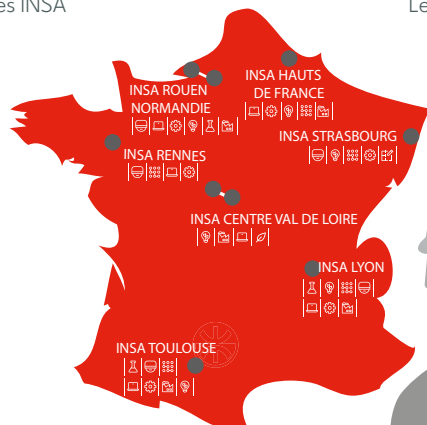 es INSA
Le
INSA ROUEN
NORMANDIE
INSA HAUTS
DE FRANCE
INSA STRASBOURG
INSA RENNES
INSA CENTRE VAL DE LOIRE
INSA LYON
INSA TOULOUSE